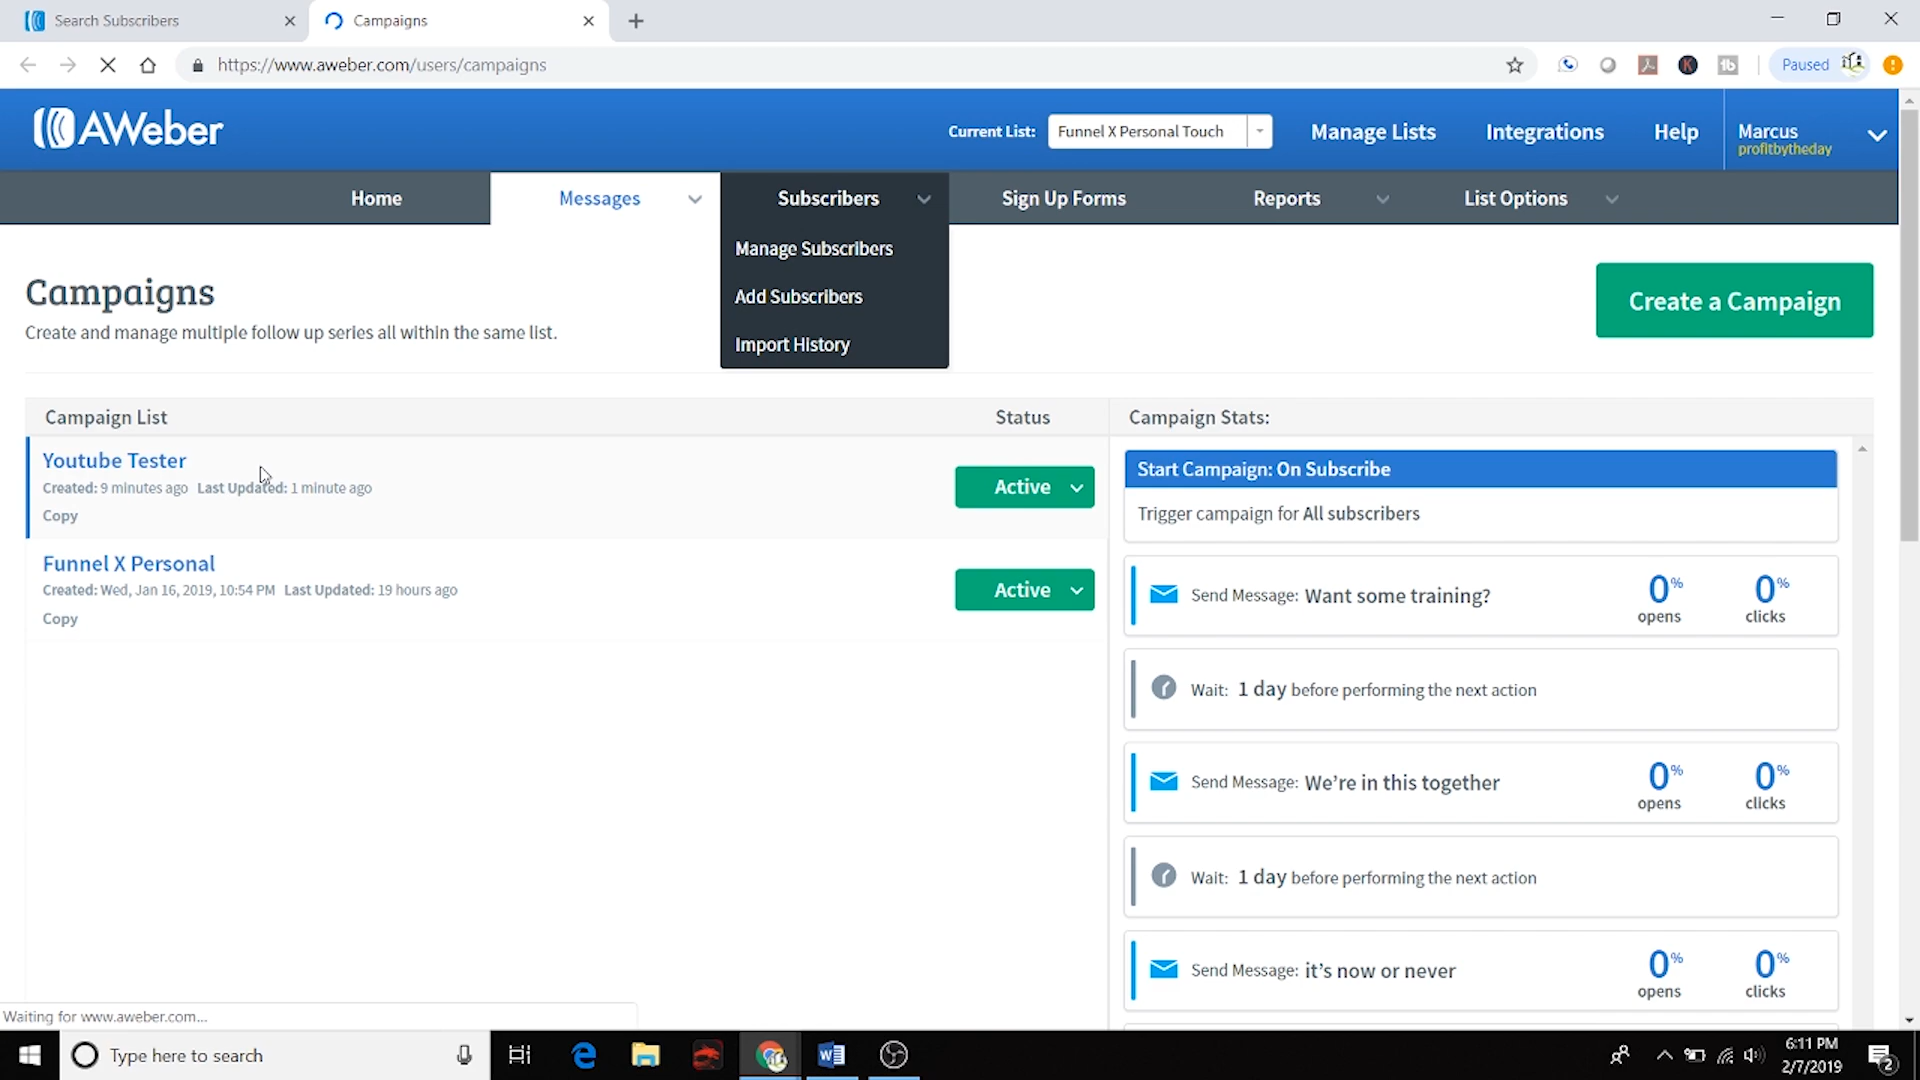 Search Subscribers
Campaigns
https://www.aweber.com/users/campaigns
Paused
AWeber
Current List:
Funnel X Personal Touch
Manage Lists
Integrations
Help
Marcus
profitbytheday
Home
Messages
Subscribers
Sign Up Forms
Reports
List Options
Manage Subscribers
Add Subscribers
Import History
Campaigns
Create and manage multiple follow up series all within the same list.
Create a Campaign
Campaign List
Status
Campaign Stats:
Youtube Tester
Created: 9 minutes ago Last Updated: 1 minute ago
Copy
Active
Funnel X Personal
Created: Wed, Jan 16, 2019, 10:54 PM Last Updated: 19 hours ago
Copy
Active
Start Campaign: On Subscribe
Trigger campaign for All subscribers
Send Message: Want some training?
0% opens
0% clicks
Wait: 1 day before performing the next action
Send Message: We're in this together
0% opens
0% clicks
Wait: 1 day before performing the next action
Send Message: it's now or never
0% opens
0% clicks
Waiting for www.aweber.com...
Type here to search
6:11 PM
2/7/2019
2